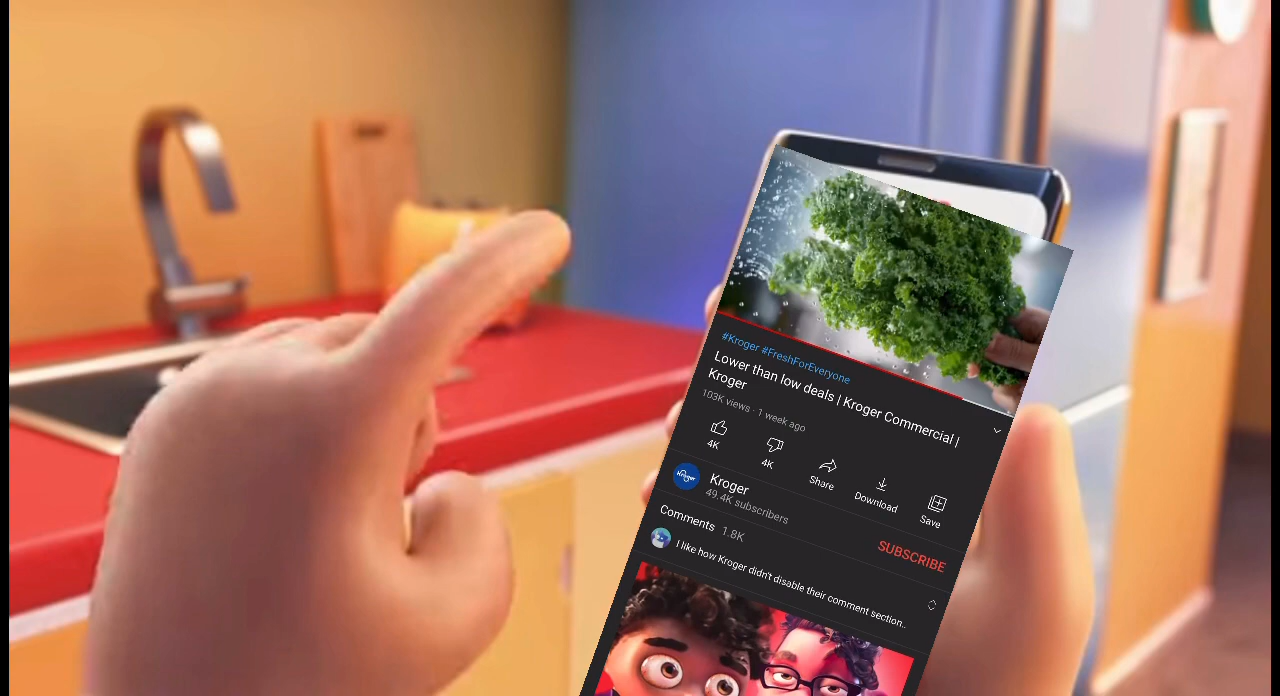 #Kroger #FreshForEveryone
Lower than low deals | Kroger Commercial |
Kroger
103K views · 1 week ago
4K
4K
Share
Download
Save
Kroger
Kroger
49.4K subscribers
SUBSCRIBE
Comments 1.8K
I like how Kroger didn't disable their comment section..